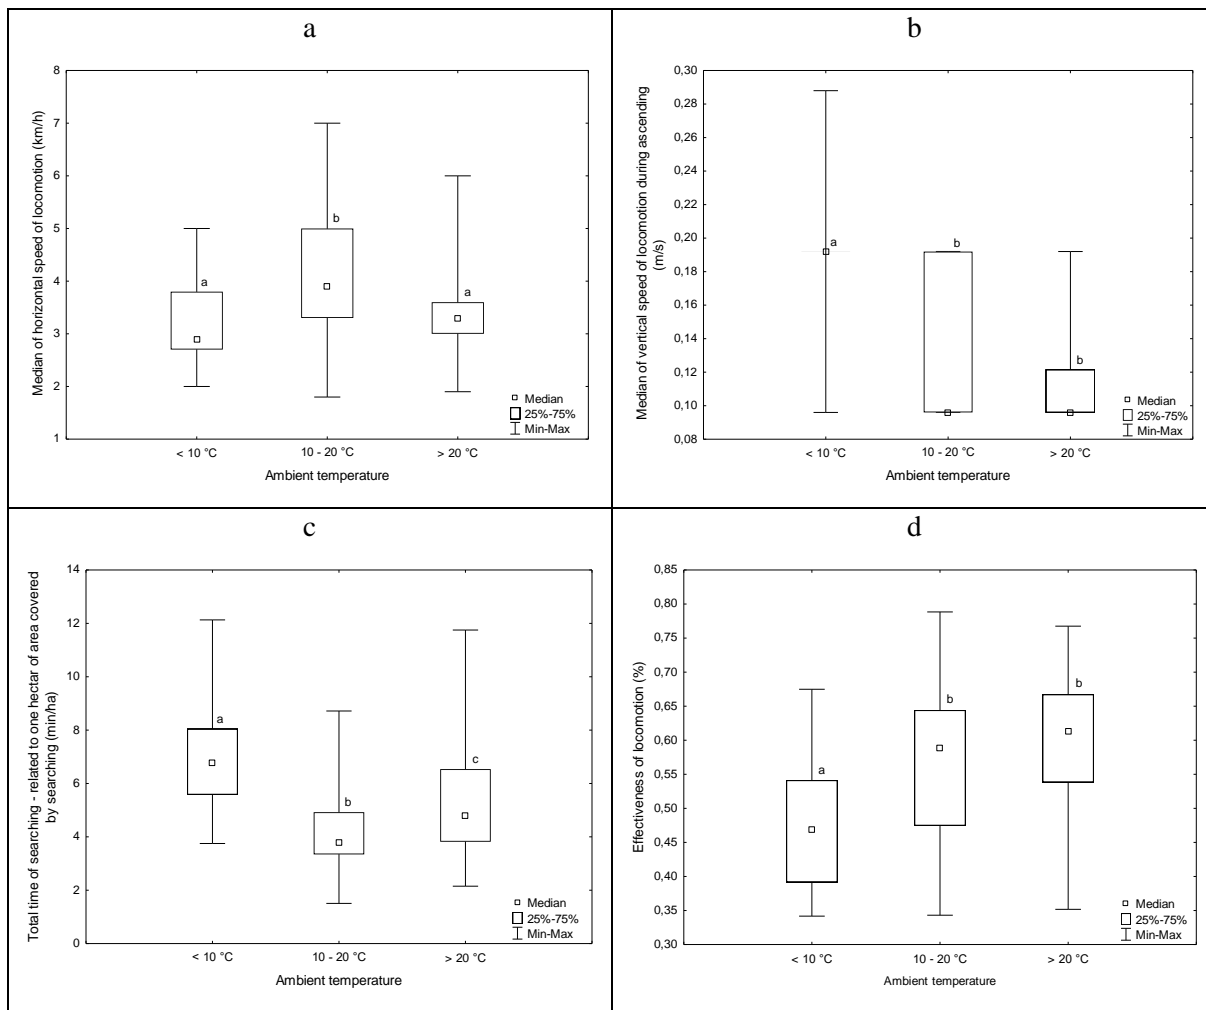 a
Median of horizontal speed of locomotion (km/h)
8
7
6
5
4
3
2
1
a
b
a
Median
25%-75%
Min-Max
< 10 °C
10 - 20 °C
> 20 °C
Ambient temperature
b
Median of vertical speed of locomotion during ascending
(m/s)
0,30
0,28
0,26
0,24
0,22
0,20
0,18
0,16
0,14
0,12
0,10
0,08
a
b
b
Median
25%-75%
Min-Max
< 10 °C
10 - 20 °C
> 20 °C
Ambient temperature
c
Total time of searching - related to one hectar of area covered
by searching (min/ha)
14
12
10
8
6
4
2
0
a
b
c
Median
25%-75%
Min-Max
< 10 °C
10 - 20 °C
> 20 °C
Ambient temperature
d
Effectiveness of locomotion (%)
0,85
0,80
0,75
0,70
0,65
0,60
0,55
0,50
0,45
0,40
0,35
0,30
a
b
b
Median
25%-75%
Min-Max
< 10 °C
10 - 20 °C
> 20 °C
Ambient temperature